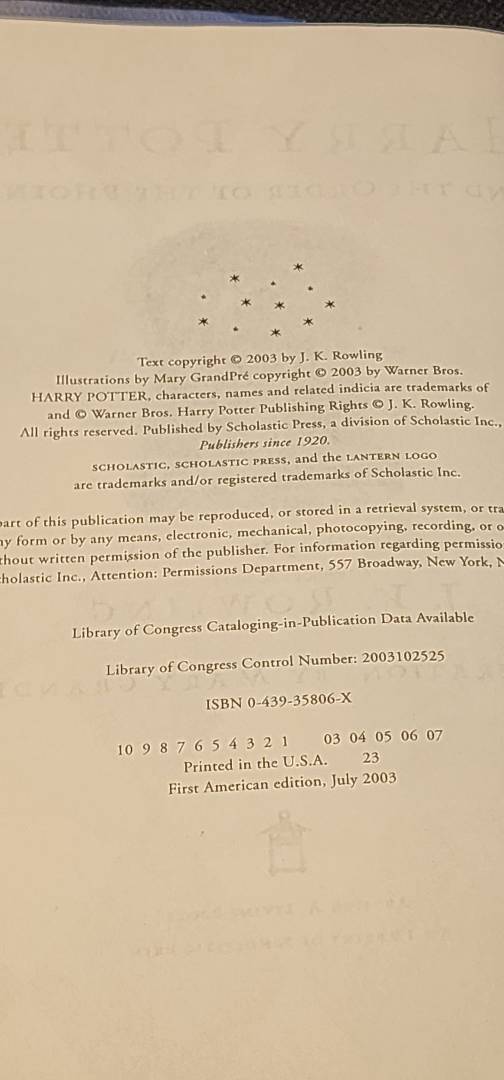 Text copyright © 2003 by J. K. Rowling
Illustrations by Mary GrandPré copyright © 2003 by Warner Bros.
HARRY POTTER, characters, names and related indicia are trademarks of
and © Warner Bros. Harry Potter Publishing Rights © J. K. Rowling.
All rights reserved. Published by Scholastic Press, a division of Scholastic Inc.,
Publishers since 1920.
SCHOLASTIC, SCHOLASTIC PRESS, and the LANTERN LOGO
are trademarks and/or registered trademarks of Scholastic Inc.
part of this publication may be reproduced, or stored in a retrieval system, or tra
ny form or by any means, electronic, mechanical, photocopying, recording, or o
thout written permission of the publisher. For information regarding permissio
cholastic Inc., Attention: Permissions Department, 557 Broadway, New York, N
Library of Congress Cataloging-in-Publication Data Available
Library of Congress Control Number: 2003102525
ISBN 0-439-35806-X
10 9 8 7 6 5 4 3 2 1 03 04 05 06 07
Printed in the U.S.A. 23
First American edition, July 2003